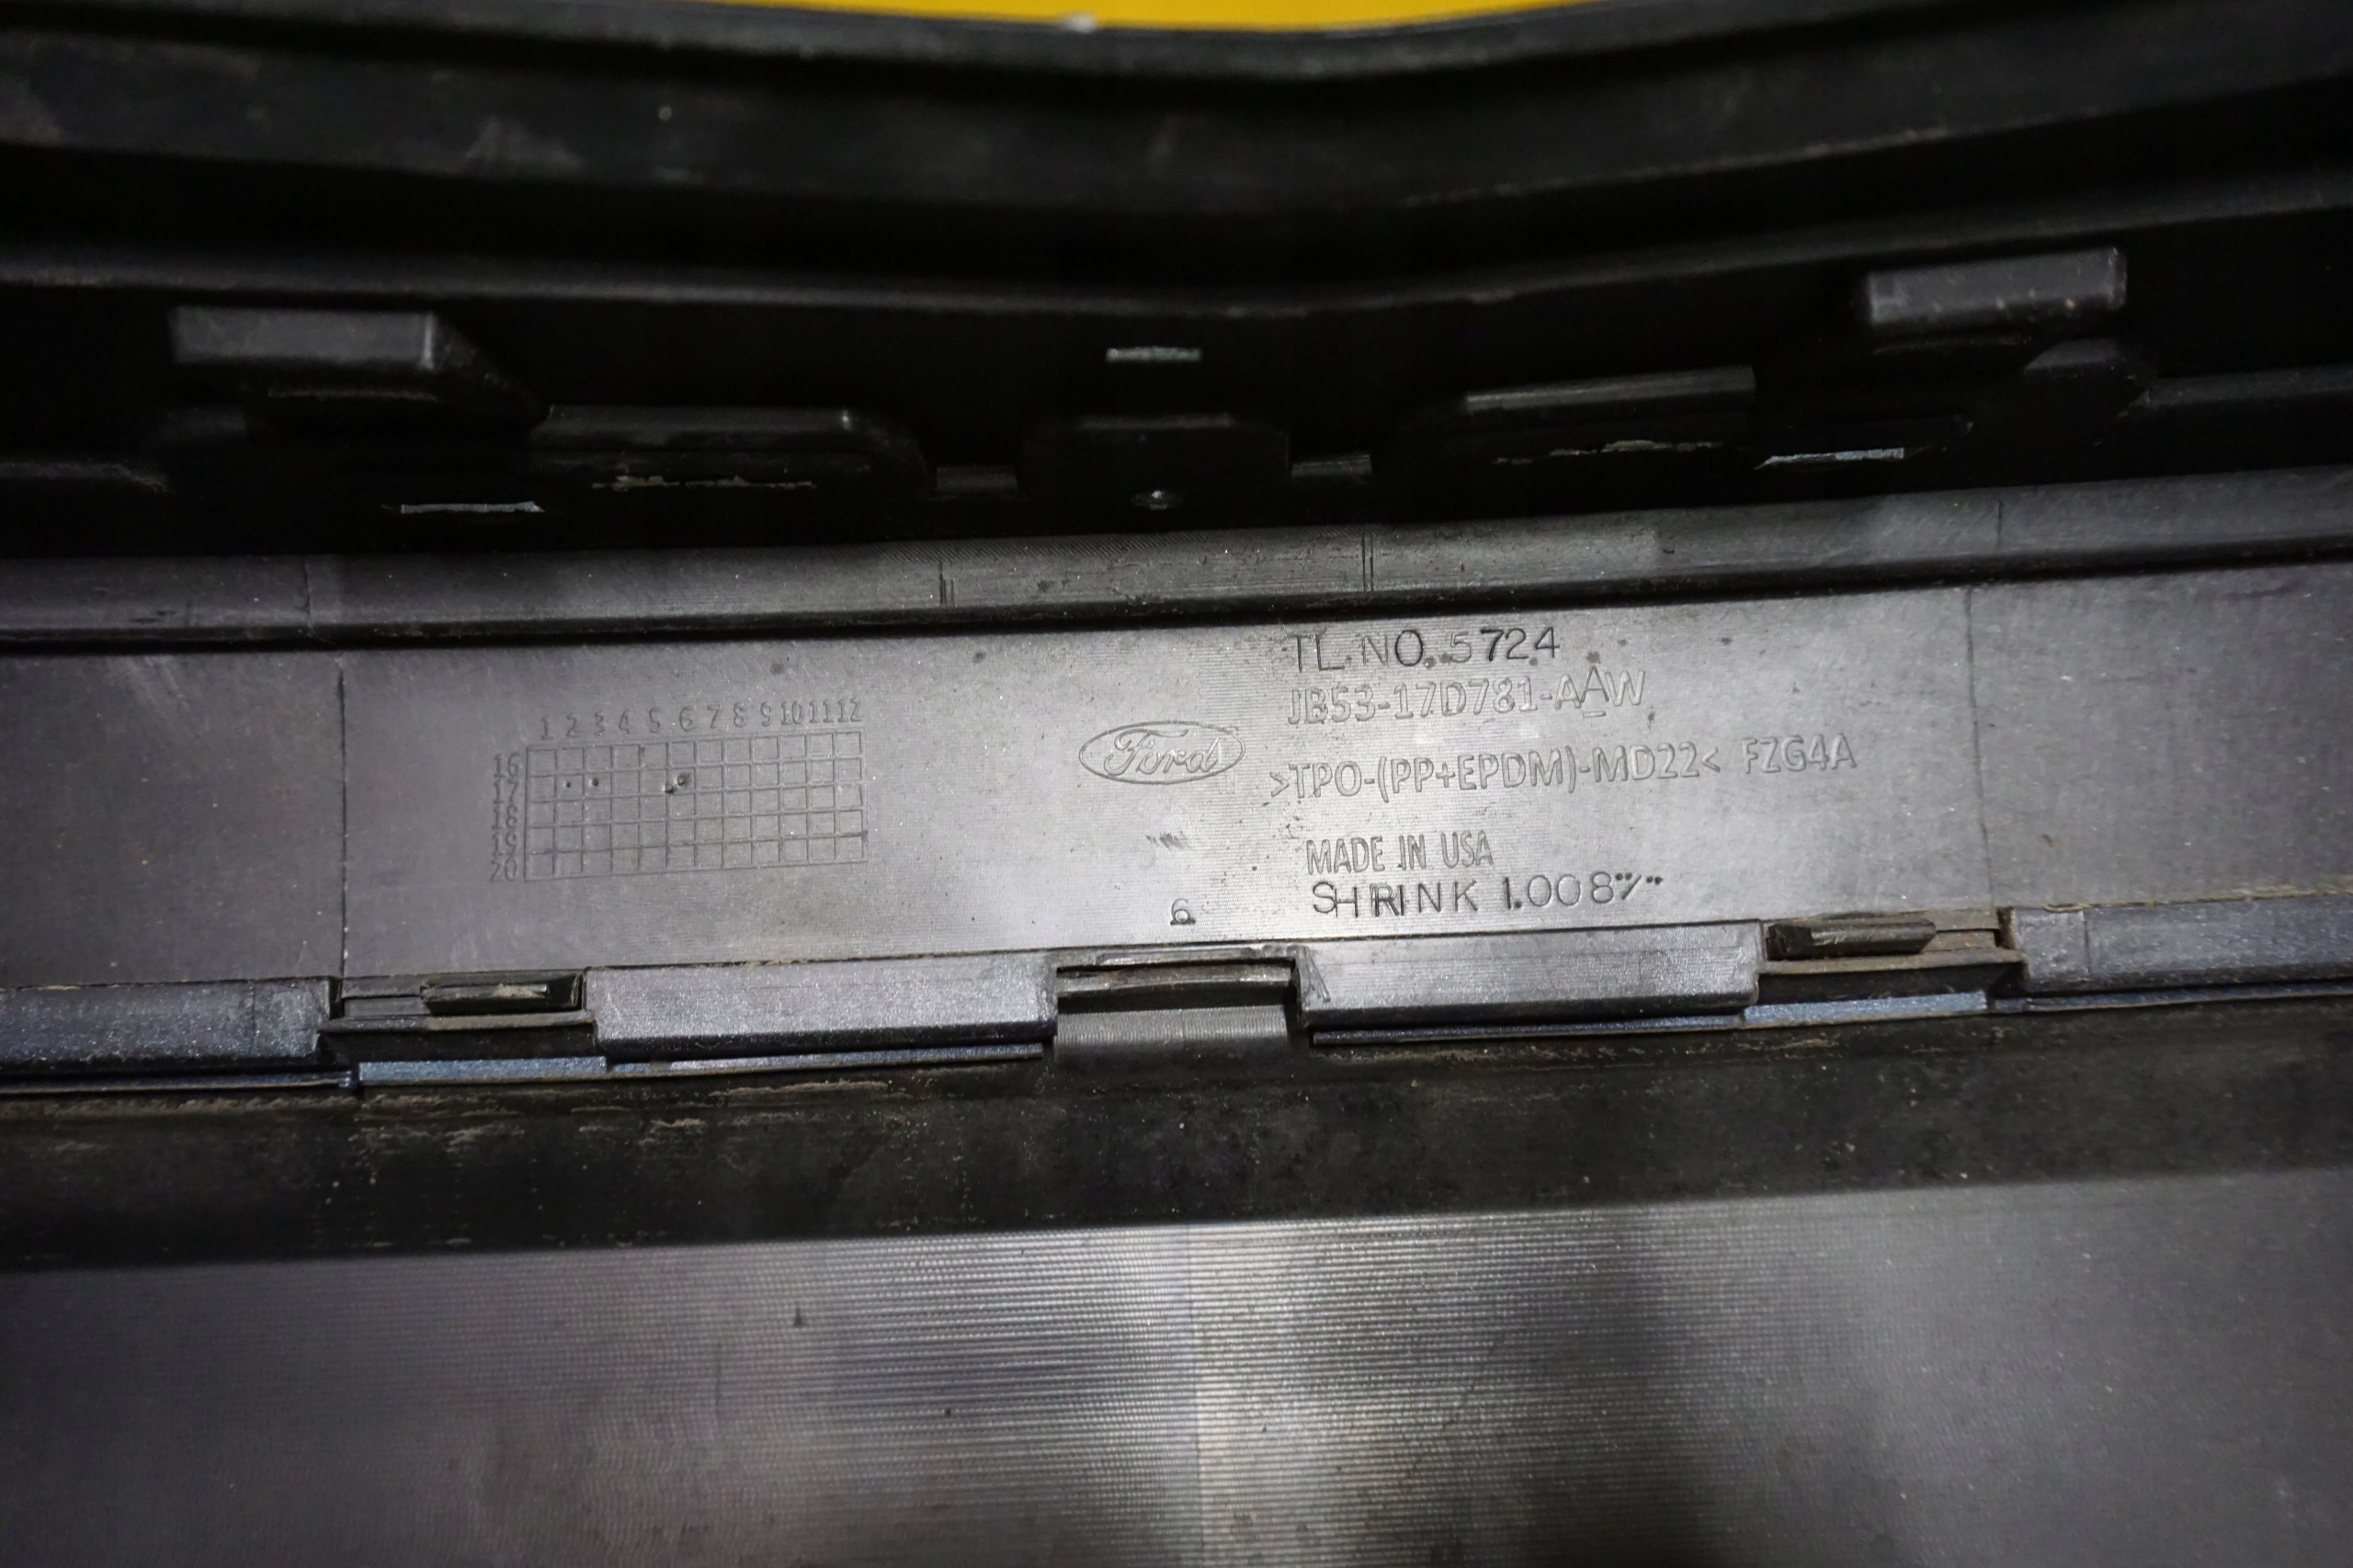 TL.NO. 5724
JB53-17D781-AAW
1 2 3 4 5 6 7 8 9 10 11 12
16
17
18
19
20
Ford
>TPO-(PP+EPDM)-MD22< FZG4A
MADE IN USA
SHRINK 1.008%
6